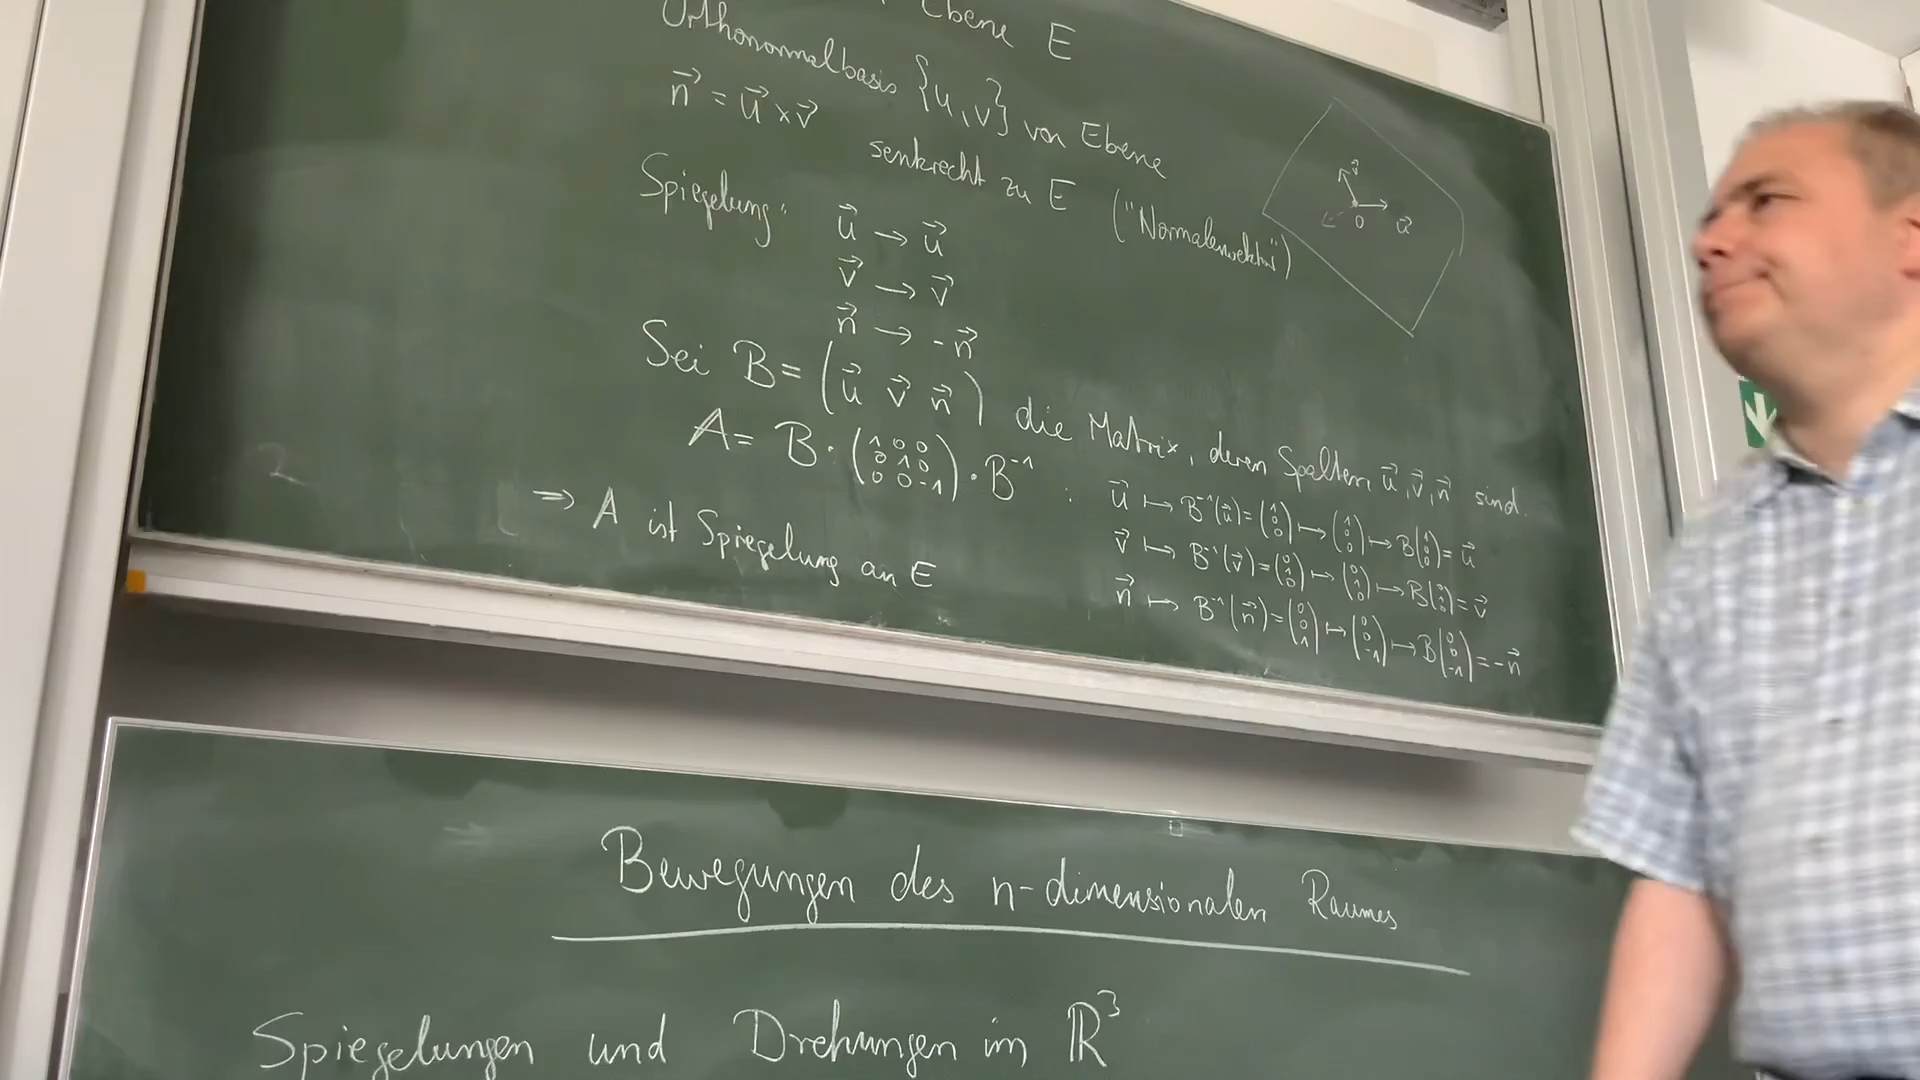 Ebene E
Orthonormalbasis {u,v} von Ebene
n⃗ = u⃗ × v⃗ senkrecht zu E ("Normalenvektor")
v⃗
0 u⃗
Spiegelung: u⃗ → u⃗
v⃗ → v⃗
n⃗ → -n⃗
Sei B = (u⃗ v⃗ n⃗) die Matrix, deren Spalten u⃗, v⃗, n⃗ sind.
A = B · (1 0 0 / 0 1 0 / 0 0 -1) · B⁻¹ : u⃗ ↦ B⁻¹(u⃗) = (1 0 0) ↦ (1 0 0) ↦ B(1 0 0) = u⃗
v⃗ ↦ B⁻¹(v⃗) = (0 1 0) ↦ (0 1 0) ↦ B(0 1 0) = v⃗
n⃗ ↦ B⁻¹(n⃗) = (0 0 1) ↦ (0 0 -1) ↦ B(0 0 -1) = -n⃗
⇒ A ist Spiegelung an E
Bewegungen des n-dimensionalen Raumes
Spiegelungen und Drehungen im ℝ³